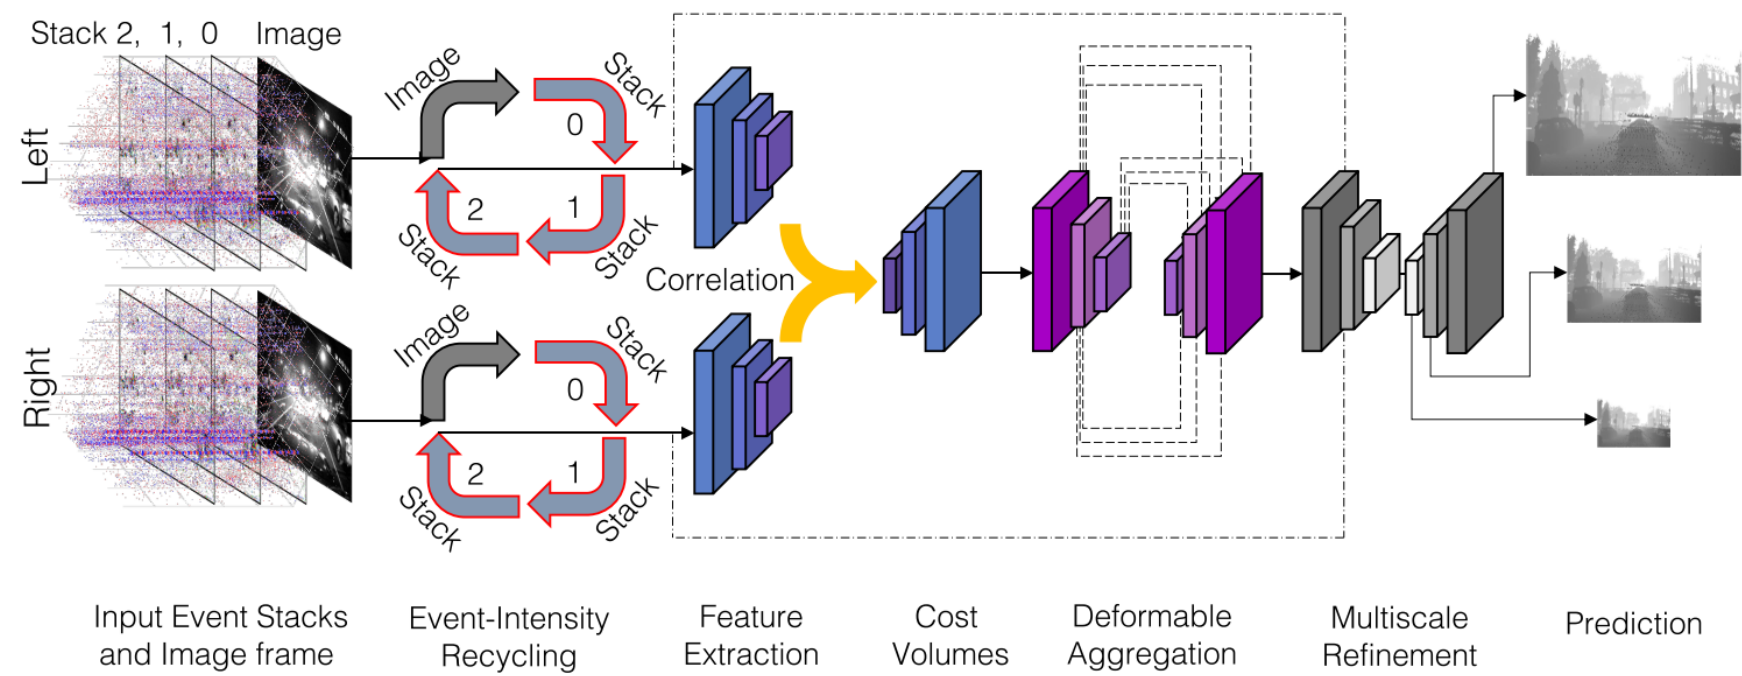 Stack 2, 1, 0 Image
Left
Image
Stack
0
1
Stack
2
Stack
Correlation
Right
Image
Stack
0
1
Stack
2
Stack
Input Event Stacks
and Image frame
Event-Intensity
Recycling
Feature
Extraction
Cost
Volumes
Deformable
Aggregation
Multiscale
Refinement
Prediction